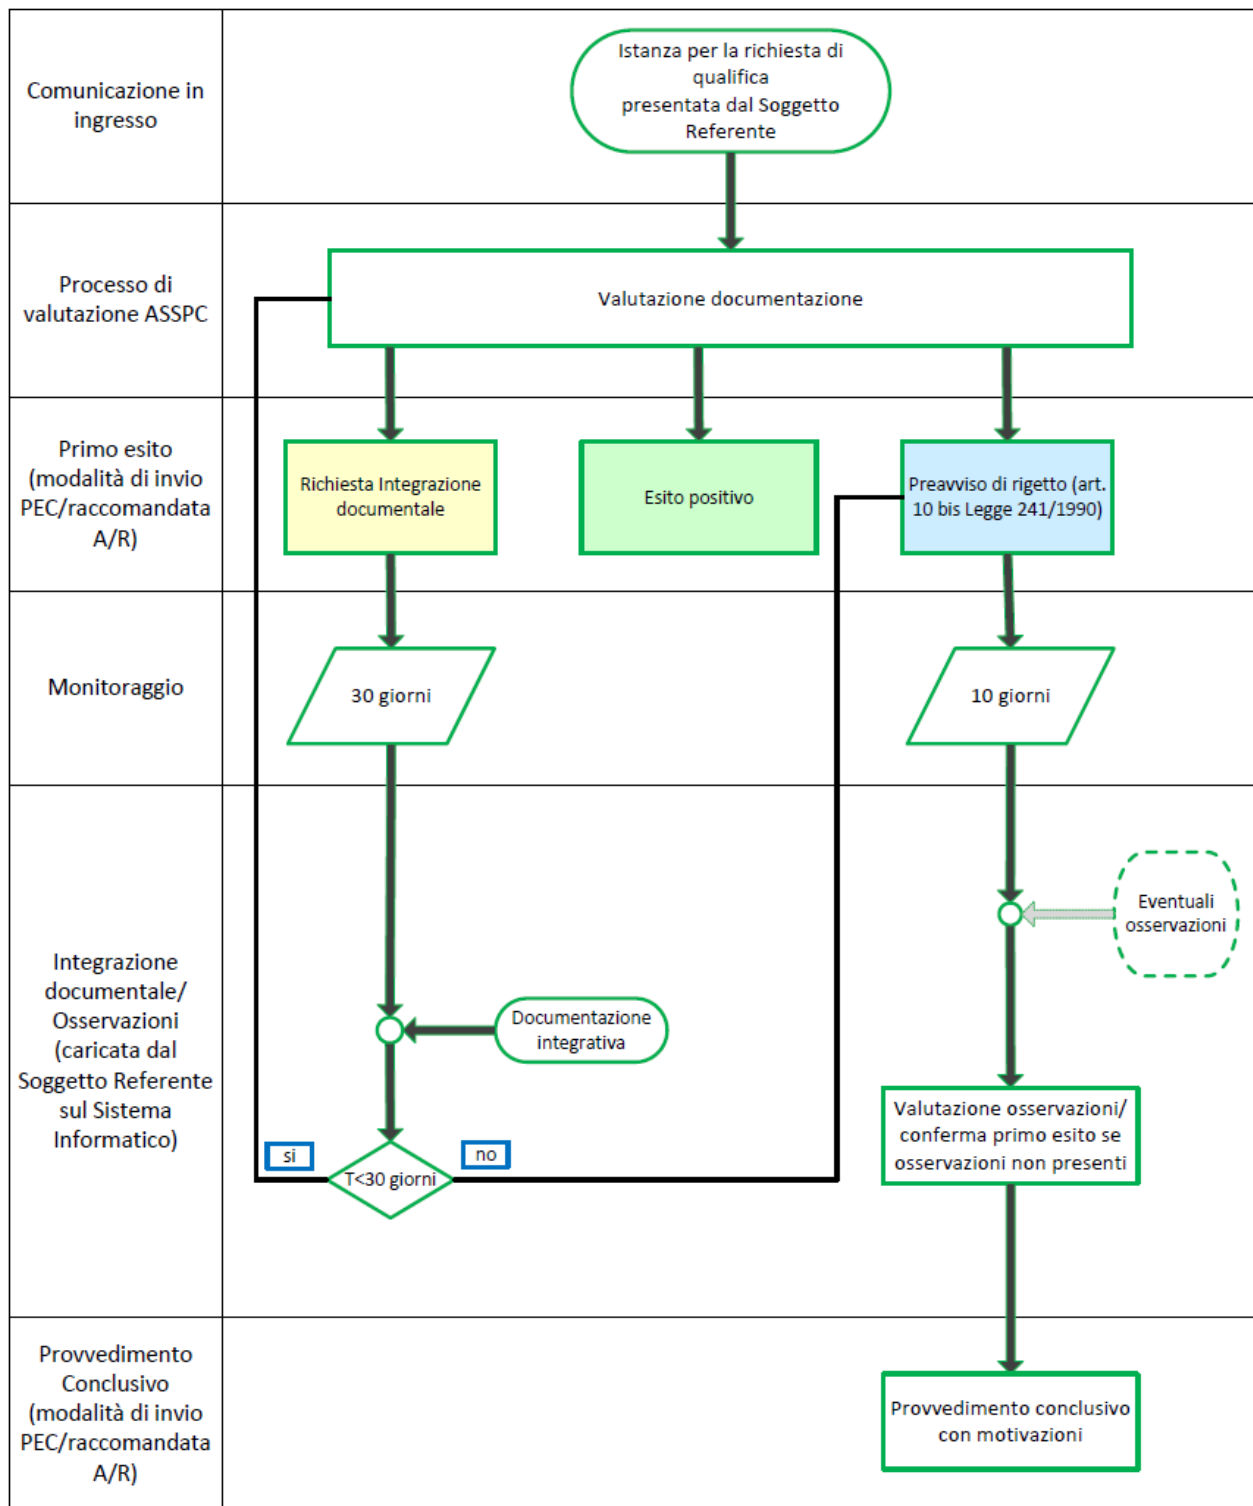 Comunicazione in
ingresso
Istanza per la richiesta di
qualifica
presentata dal Soggetto
Referente
Processo di
valutazione ASSPC
Valutazione documentazione
Primo esito
(modalità di invio
PEC/raccomandata
A/R)
Richiesta Integrazione
documentale
Esito positivo
Preavviso di rigetto (art.
10 bis Legge 241/1990)
Monitoraggio
30 giorni
10 giorni
Integrazione
documentale/
Osservazioni
(caricata dal
Soggetto Referente
sul Sistema
Informatico)
Eventuali
osservazioni
Documentazione
integrativa
Valutazione osservazioni/
conferma primo esito se
osservazioni non presenti
si
no
T<30 giorni
Provvedimento
Conclusivo
(modalità di invio
PEC/raccomandata
A/R)
Provvedimento conclusivo
con motivazioni